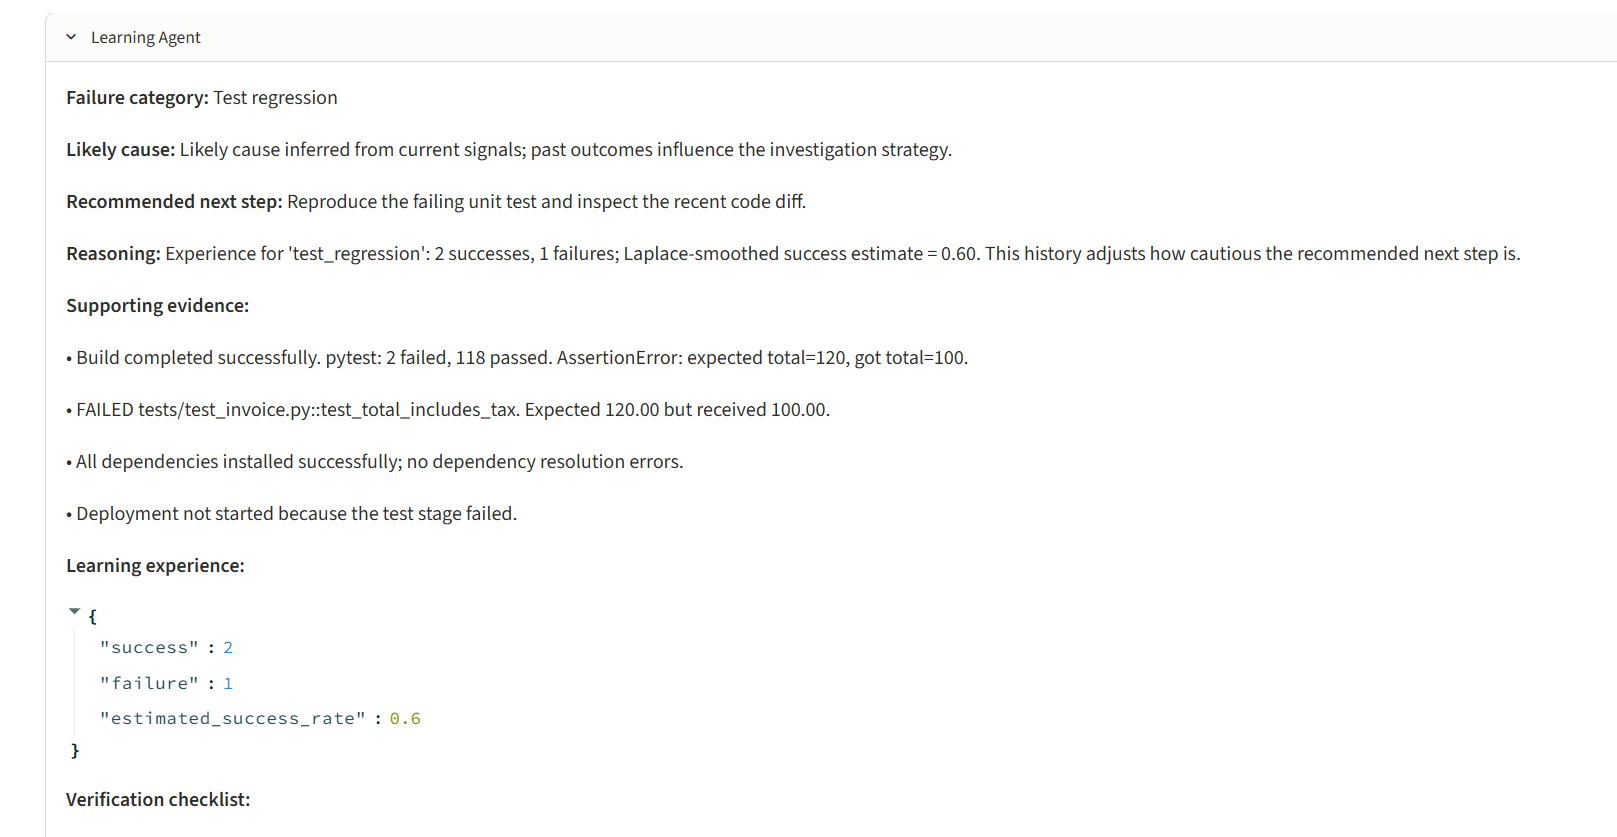 Learning Agent
Failure category: Test regression
Likely cause: Likely cause inferred from current signals; past outcomes influence the investigation strategy.
Recommended next step: Reproduce the failing unit test and inspect the recent code diff.
Reasoning: Experience for 'test_regression': 2 successes, 1 failures; Laplace-smoothed success estimate = 0.60. This history adjusts how cautious the recommended next step is.
Supporting evidence:
• Build completed successfully. pytest: 2 failed, 118 passed. AssertionError: expected total=120, got total=100.
• FAILED tests/test_invoice.py::test_total_includes_tax. Expected 120.00 but received 100.00.
• All dependencies installed successfully; no dependency resolution errors.
• Deployment not started because the test stage failed.
Learning experience:
{
"success" : 2
"failure" : 1
"estimated_success_rate" : 0.6
}
Verification checklist: